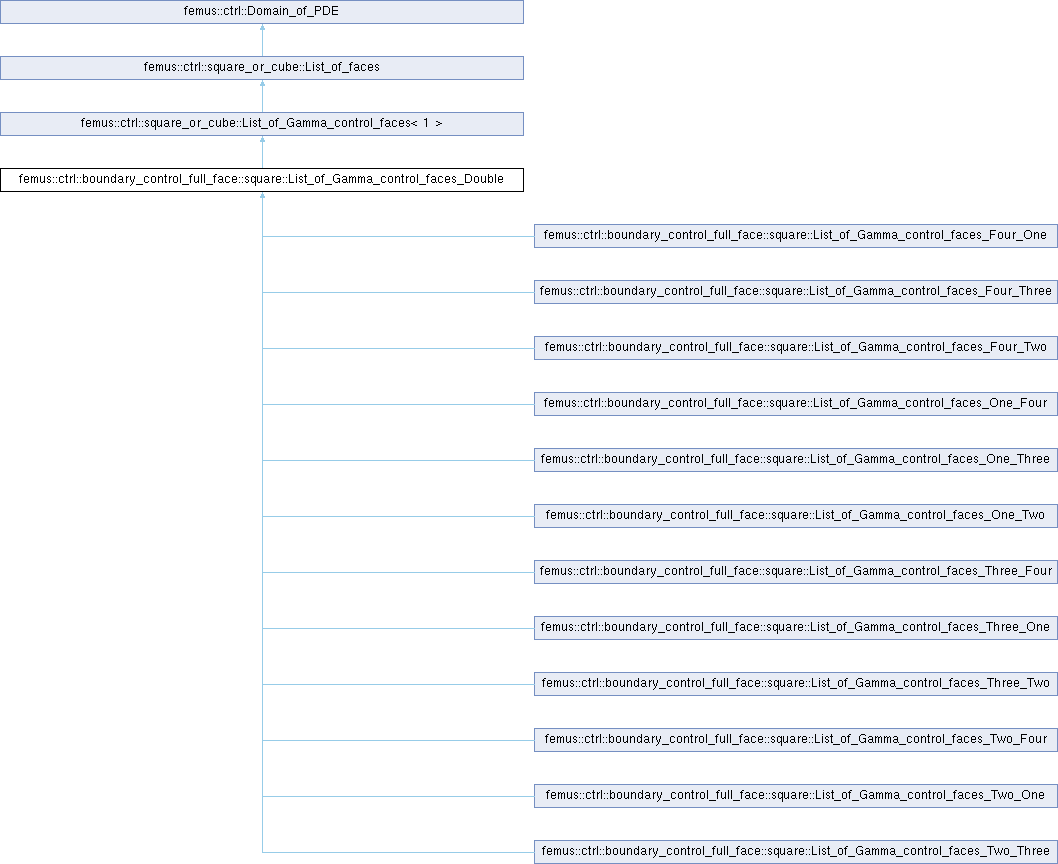 femus::ctrl::Domain_of_PDE
femus::ctrl::square_or_cube::List_of_faces
femus::ctrl::square_or_cube::List_of_Gamma_control_faces< 1 >
femus::ctrl::boundary_control_full_face::square::List_of_Gamma_control_faces_Double
femus::ctrl::boundary_control_full_face::square::List_of_Gamma_control_faces_Four_One
femus::ctrl::boundary_control_full_face::square::List_of_Gamma_control_faces_Four_Three
femus::ctrl::boundary_control_full_face::square::List_of_Gamma_control_faces_Four_Two
femus::ctrl::boundary_control_full_face::square::List_of_Gamma_control_faces_One_Four
femus::ctrl::boundary_control_full_face::square::List_of_Gamma_control_faces_One_Three
femus::ctrl::boundary_control_full_face::square::List_of_Gamma_control_faces_One_Two
femus::ctrl::boundary_control_full_face::square::List_of_Gamma_control_faces_Three_Four
femus::ctrl::boundary_control_full_face::square::List_of_Gamma_control_faces_Three_One
femus::ctrl::boundary_control_full_face::square::List_of_Gamma_control_faces_Three_Two
femus::ctrl::boundary_control_full_face::square::List_of_Gamma_control_faces_Two_Four
femus::ctrl::boundary_control_full_face::square::List_of_Gamma_control_faces_Two_One
femus::ctrl::boundary_control_full_face::square::List_of_Gamma_control_faces_Two_Three